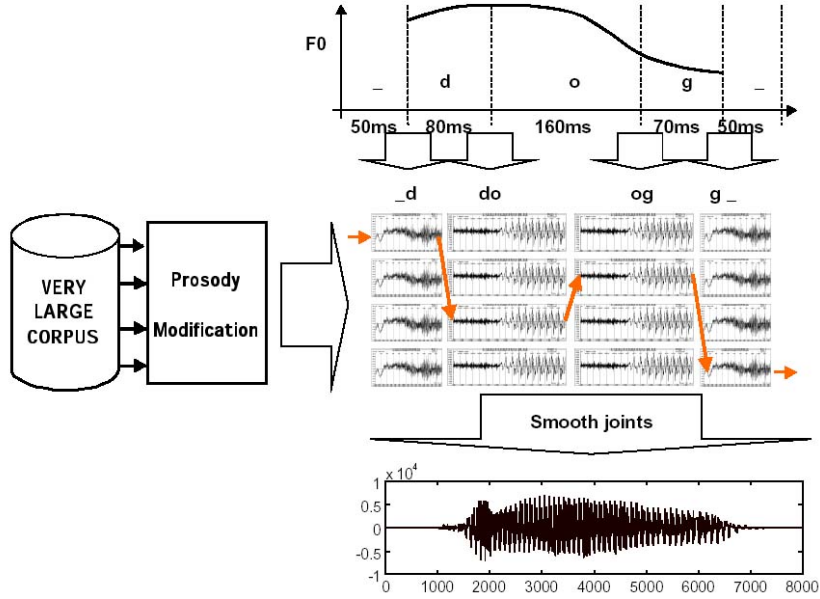 F0
_ d o g _
50ms 80ms 160ms 70ms 50ms
_d do og g_
VERY
LARGE
CORPUS
Prosody
Modification
Smooth joints
x 10^4
1
0.5
0
-0.5
-1
0 1000 2000 3000 4000 5000 6000 7000 8000